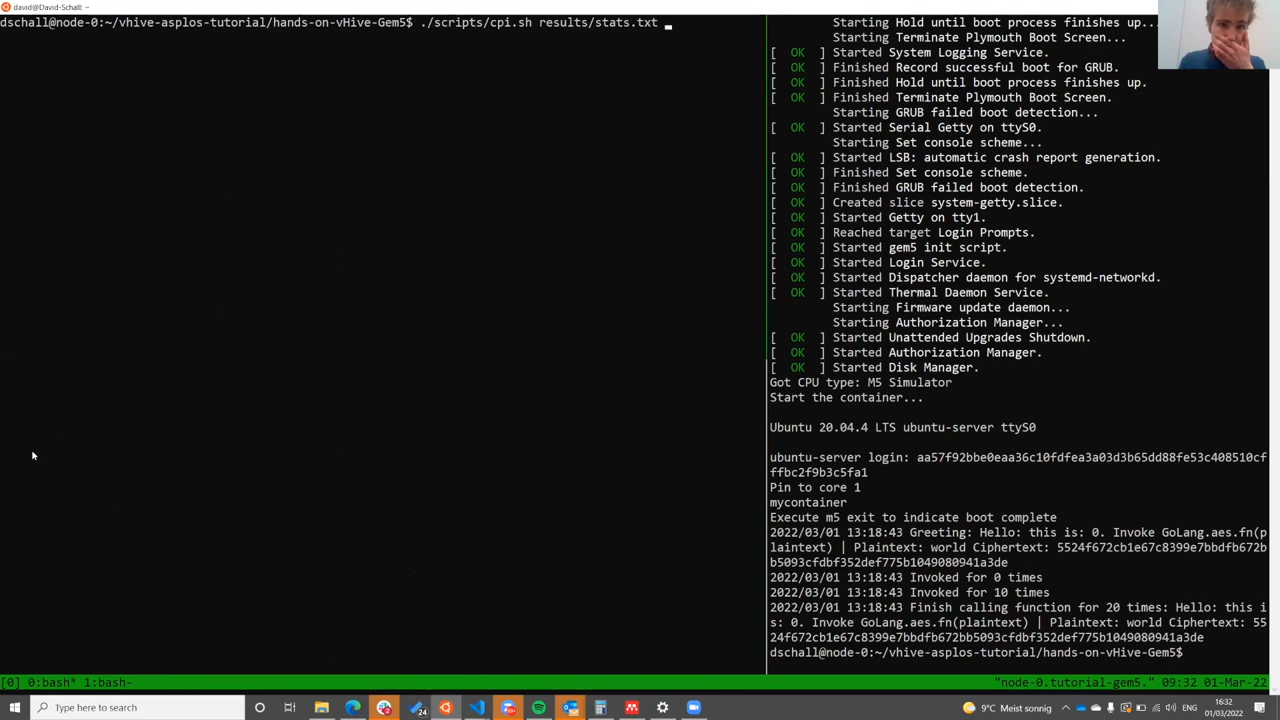 david@David-Schall: ~
dschall@node-0:~/vhive-asplos-tutorial/hands-on-vHive-Gem5$ ./scripts/cpi.sh results/stats.txt
Starting Hold until boot process finishes up...
Starting Terminate Plymouth Boot Screen...
[ OK ] Started System Logging Service.
[ OK ] Finished Record successful boot for GRUB.
[ OK ] Finished Hold until boot process finishes up.
[ OK ] Finished Terminate Plymouth Boot Screen.
Starting GRUB failed boot detection...
[ OK ] Started Serial Getty on ttyS0.
Starting Set console scheme...
[ OK ] Started LSB: automatic crash report generation.
[ OK ] Finished Set console scheme.
[ OK ] Finished GRUB failed boot detection.
[ OK ] Created slice system-getty.slice.
[ OK ] Started Getty on tty1.
[ OK ] Reached target Login Prompts.
[ OK ] Started gem5 init script.
[ OK ] Started Login Service.
[ OK ] Started Dispatcher daemon for systemd-networkd.
[ OK ] Started Thermal Daemon Service.
Starting Firmware update daemon...
Starting Authorization Manager...
[ OK ] Started Unattended Upgrades Shutdown.
[ OK ] Started Authorization Manager.
[ OK ] Started Disk Manager.
Got CPU type: M5 Simulator
Start the container...
Ubuntu 20.04.4 LTS ubuntu-server ttyS0
ubuntu-server login: aa57f92bbe0eaa36c10fdfea3a03d3b65dd88fe53c408510cf
ffbc2f9b3c5fa1
Pin to core 1
mycontainer
Execute m5 exit to indicate boot complete
2022/03/01 13:18:43 Greeting: Hello: this is: 0. Invoke GoLang.aes.fn(p
laintext) | Plaintext: world Ciphertext: 5524f672cb1e67c8399e7bbdfb672b
b5093cfdbf352def775b1049080941a3de
2022/03/01 13:18:43 Invoked for 0 times
2022/03/01 13:18:43 Invoked for 10 times
2022/03/01 13:18:43 Finish calling function for 20 times: Hello: this i
s: 0. Invoke GoLang.aes.fn(plaintext) | Plaintext: world Ciphertext: 55
24f672cb1e67c8399e7bbdfb672bb5093cfdbf352def775b1049080941a3de
dschall@node-0:~/vhive-asplos-tutorial/hands-on-vHive-Gem5$
[0] 0:bash* 1:bash- "node-0.tutorial-gem5." 09:32 01-Mar-22
Type here to search
24
9°C Meist sonnig
ENG
16:32
01/03/2022